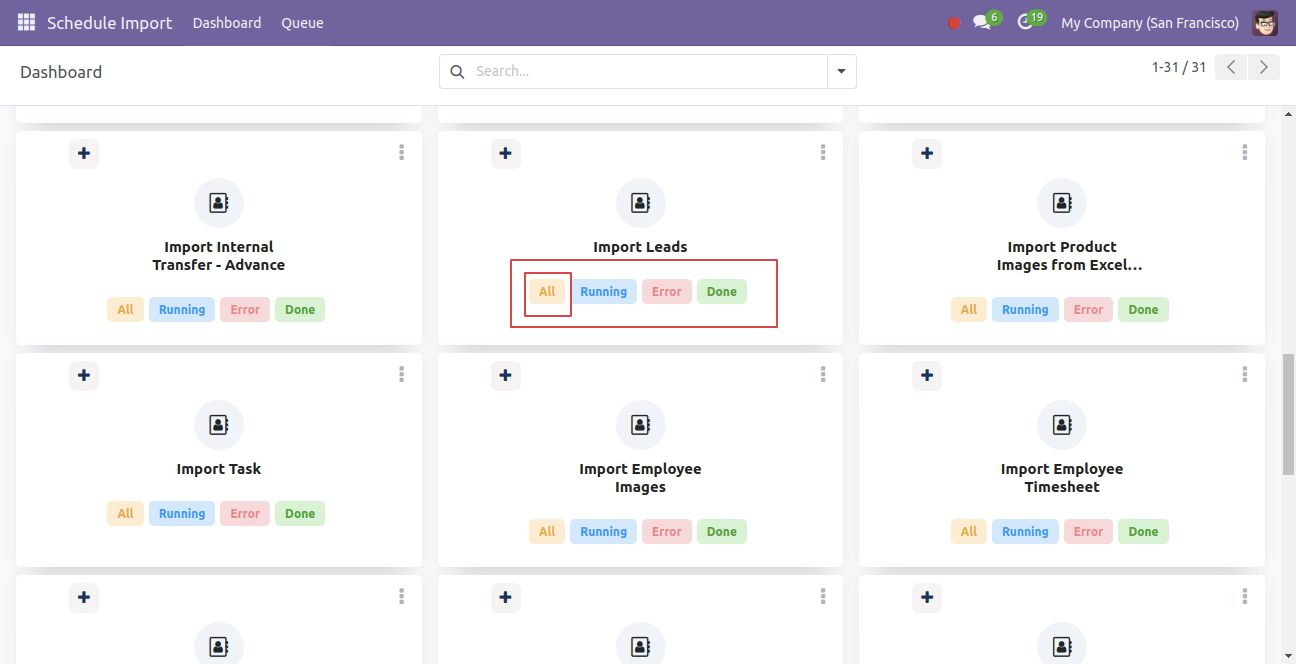 Schedule Import Dashboard Queue 6 19 My Company (San Francisco)
Dashboard Search... 1-31 / 31
Import Internal
Transfer - Advance
All Running Error Done
Import Leads
All Running Error Done
Import Product
Images from Excel...
All Running Error Done
Import Task
All Running Error Done
Import Employee
Images
All Running Error Done
Import Employee
Timesheet
All Running Error Done